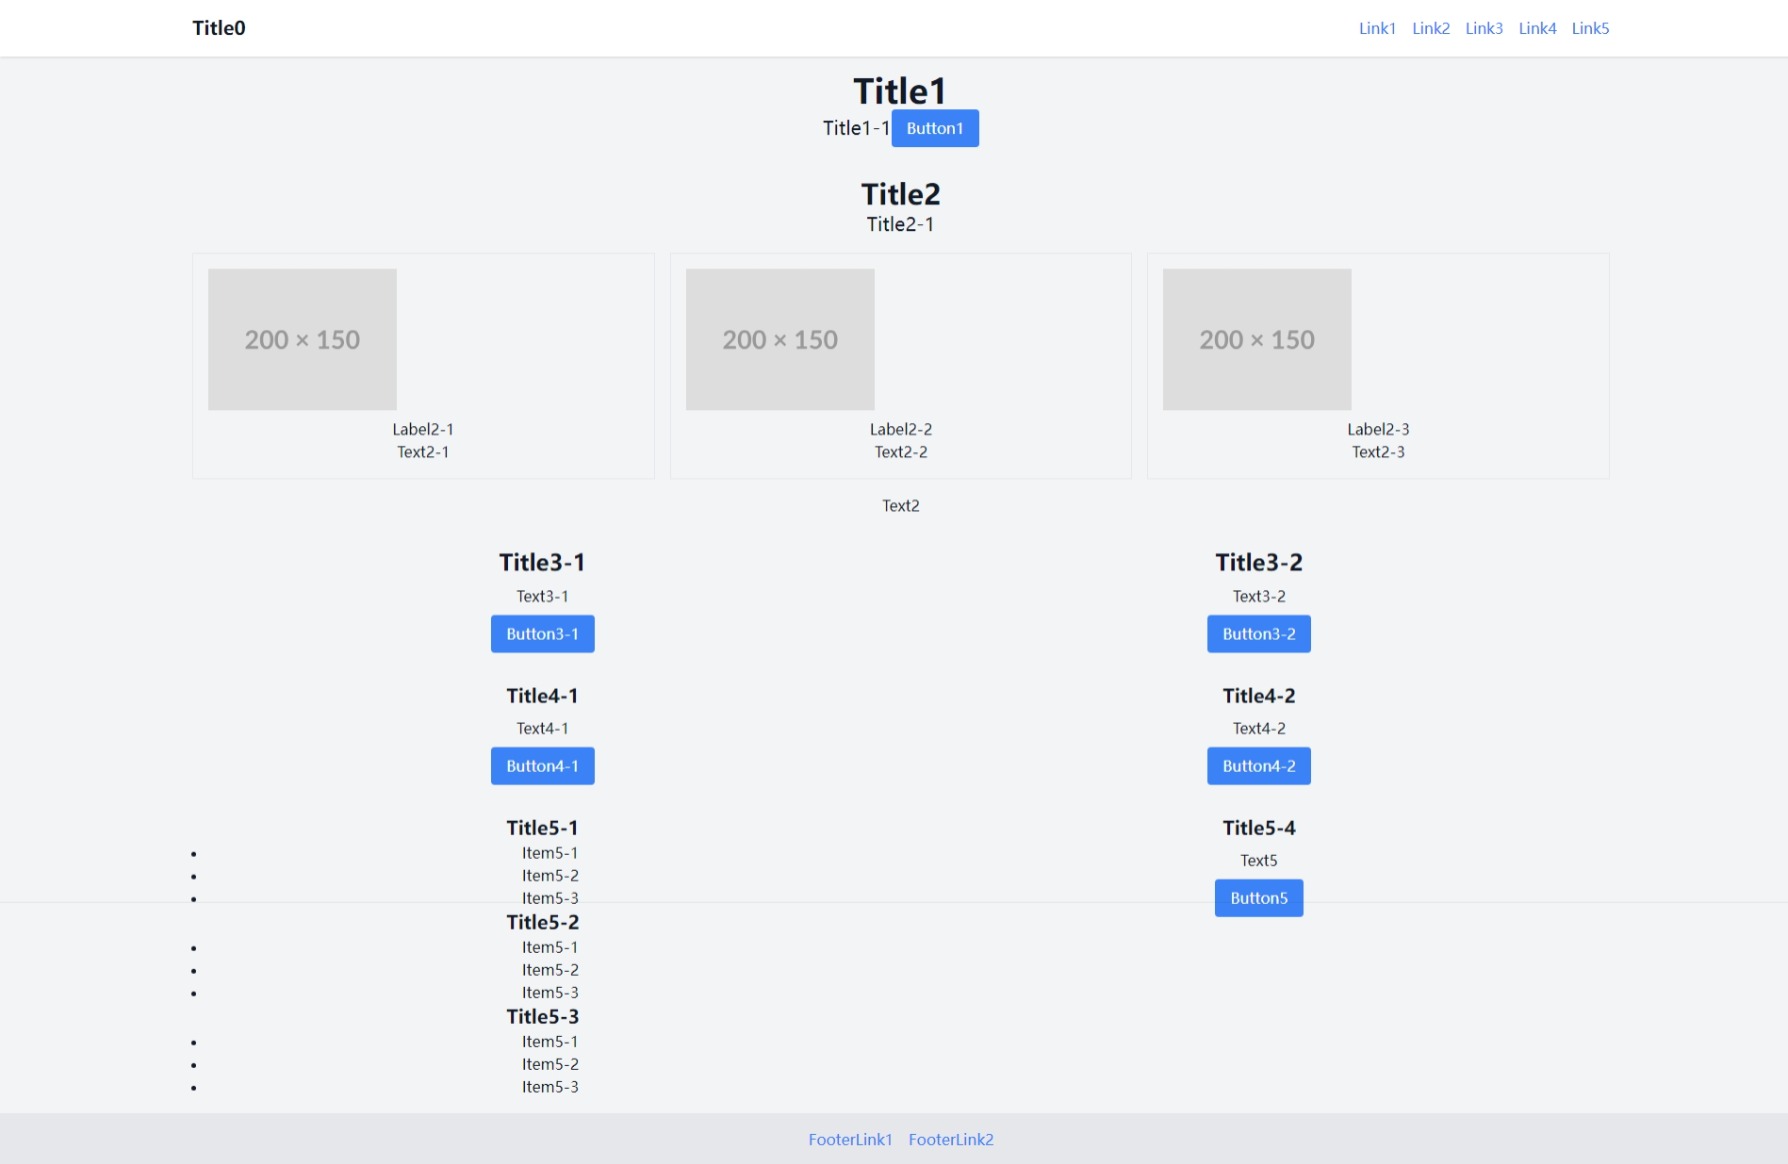 Title0
Link1 Link2 Link3 Link4 Link5
Title1
Title1-1 Button1
Title2
Title2-1
200 × 150
Label2-1
Text2-1
200 × 150
Label2-2
Text2-2
200 × 150
Label2-3
Text2-3
Text2
Title3-1
Text3-1
Button3-1
Title3-2
Text3-2
Button3-2
Title4-1
Text4-1
Button4-1
Title4-2
Text4-2
Button4-2
Title5-1
Item5-1
Item5-2
Item5-3
Title5-2
Item5-1
Item5-2
Item5-3
Title5-3
Item5-1
Item5-2
Item5-3
Title5-4
Text5
Button5
FooterLink1 FooterLink2